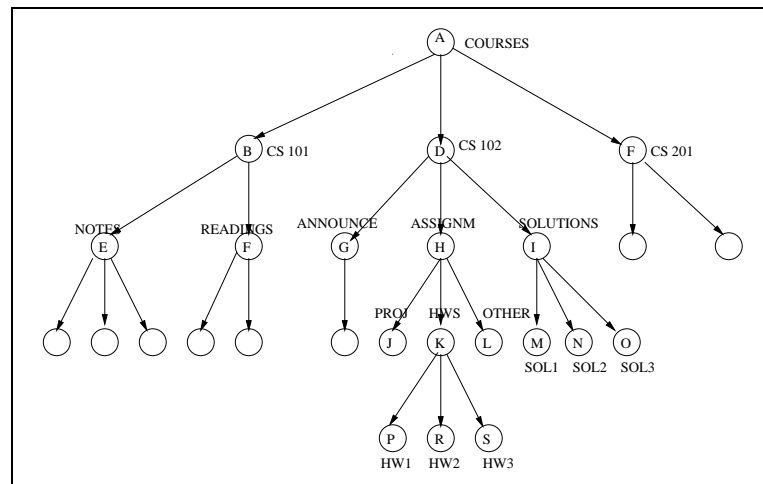 A COURSES
B CS 101 D CS 102 F CS 201
NOTES READINGS ANNOUNCE ASSIGNM SOLUTIONS
E F G H I
PROJ HWS OTHER
J K L M N O
SOL1 SOL2 SOL3
P R S
HW1 HW2 HW3